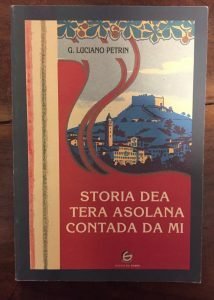 G. LUCIANO PETRIN
STORIA DEA
TERA ASOLANA
CONTADA DA MI